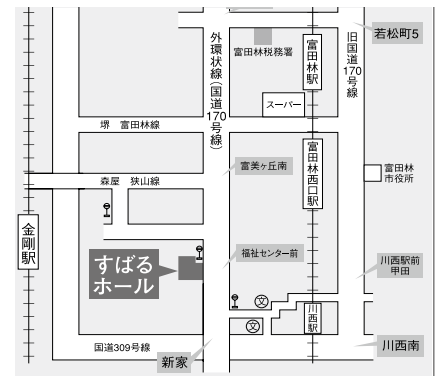 若松町5
外環状線(国道170号線)
富田林税務署
富田林駅
旧国道170号線
スーパー
堺 富田林線
富美ヶ丘南
富田林西口駅
富田林
市役所
森屋 狭山線
金剛駅
すばる
ホール
福祉センター前
川西駅前
甲田
文
文
川西駅
国道309号線
新家
川西南